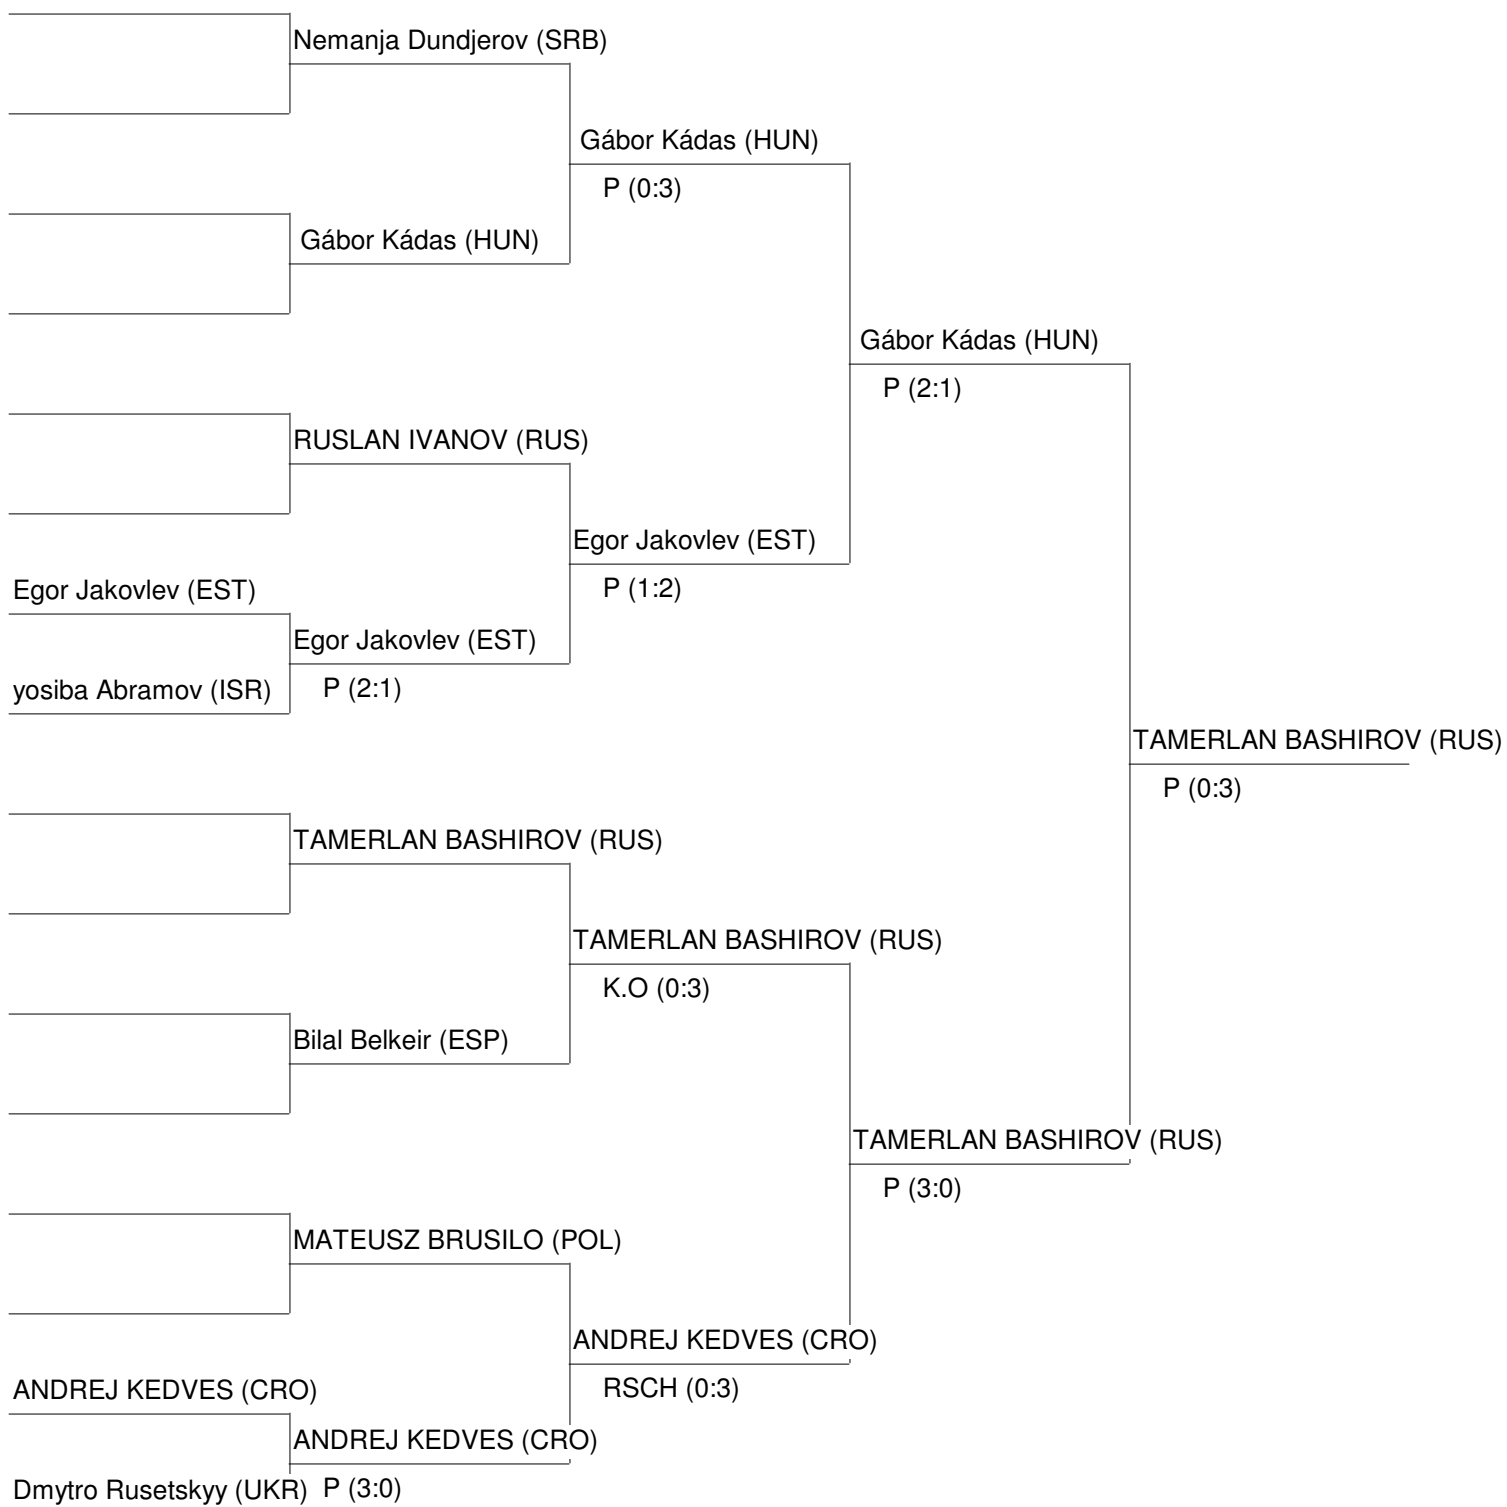 Nemanja Dundjerov (SRB)
Gábor Kádas (HUN)
P (0:3)
Gábor Kádas (HUN)
Gábor Kádas (HUN)
P (2:1)
RUSLAN IVANOV (RUS)
Egor Jakovlev (EST)
P (1:2)
Egor Jakovlev (EST)
Egor Jakovlev (EST)
yosiba Abramov (ISR)
P (2:1)
TAMERLAN BASHIROV (RUS)
P (0:3)
TAMERLAN BASHIROV (RUS)
TAMERLAN BASHIROV (RUS)
K.O (0:3)
Bilal Belkeir (ESP)
TAMERLAN BASHIROV (RUS)
P (3:0)
MATEUSZ BRUSILO (POL)
ANDREJ KEDVES (CRO)
RSCH (0:3)
ANDREJ KEDVES (CRO)
ANDREJ KEDVES (CRO)
Dmytro Rusetskyy (UKR)
P (3:0)